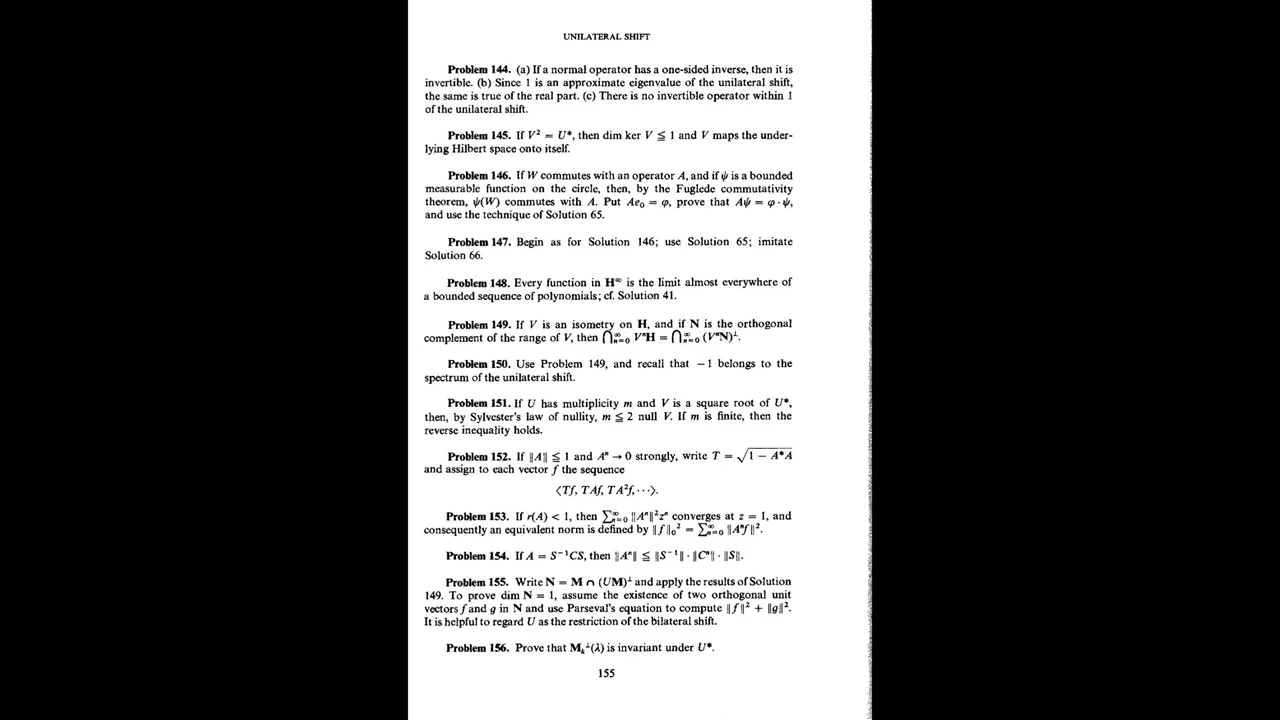 UNILATERAL SHIFT
Problem 144. (a) If a normal operator has a one-sided inverse, then it is
invertible. (b) Since 1 is an approximate eigenvalue of the unilateral shift,
the same is true of the real part. (c) There is no invertible operator within 1
of the unilateral shift.
Problem 145. If V² = U*, then dim ker V ≦ 1 and V maps the under-
lying Hilbert space onto itself.
Problem 146. If W commutes with an operator A, and if ψ is a bounded
measurable function on the circle, then, by the Fuglede commutativity
theorem, ψ(W) commutes with A. Put Ae₀ = φ, prove that Aψ = φ · ψ,
and use the technique of Solution 65.
Problem 147. Begin as for Solution 146; use Solution 65; imitate
Solution 66.
Problem 148. Every function in H^∞ is the limit almost everywhere of
a bounded sequence of polynomials; cf. Solution 41.
Problem 149. If V is an isometry on H, and if N is the orthogonal
complement of the range of V, then ⋂_{n=0}^∞ VⁿH = ⋂_{n=0}^∞ (VⁿN)^⊥.
Problem 150. Use Problem 149, and recall that −1 belongs to the
spectrum of the unilateral shift.
Problem 151. If U has multiplicity m and V is a square root of U*,
then, by Sylvester's law of nullity, m ≦ 2 null V. If m is finite, then the
reverse inequality holds.
Problem 152. If ‖A‖ ≦ 1 and Aⁿ → 0 strongly, write T = √(1 − A*A)
and assign to each vector f the sequence
⟨Tf, TAf, TA²f, ⋯⟩.
Problem 153. If r(A) < 1, then ∑_{n=0}^∞ ‖Aⁿ‖²zⁿ converges at z = 1, and
consequently an equivalent norm is defined by ‖f‖₀² = ∑_{n=0}^∞ ‖Aⁿf‖².
Problem 154. If A = S⁻¹CS, then ‖Aⁿ‖ ≦ ‖S⁻¹‖ · ‖Cⁿ‖ · ‖S‖.
Problem 155. Write N = M ∩ (UM)^⊥ and apply the results of Solution
149. To prove dim N = 1, assume the existence of two orthogonal unit
vectors f and g in N and use Parseval's equation to compute ‖f‖² + ‖g‖².
It is helpful to regard U as the restriction of the bilateral shift.
Problem 156. Prove that M_k^⊥(λ) is invariant under U*.
155